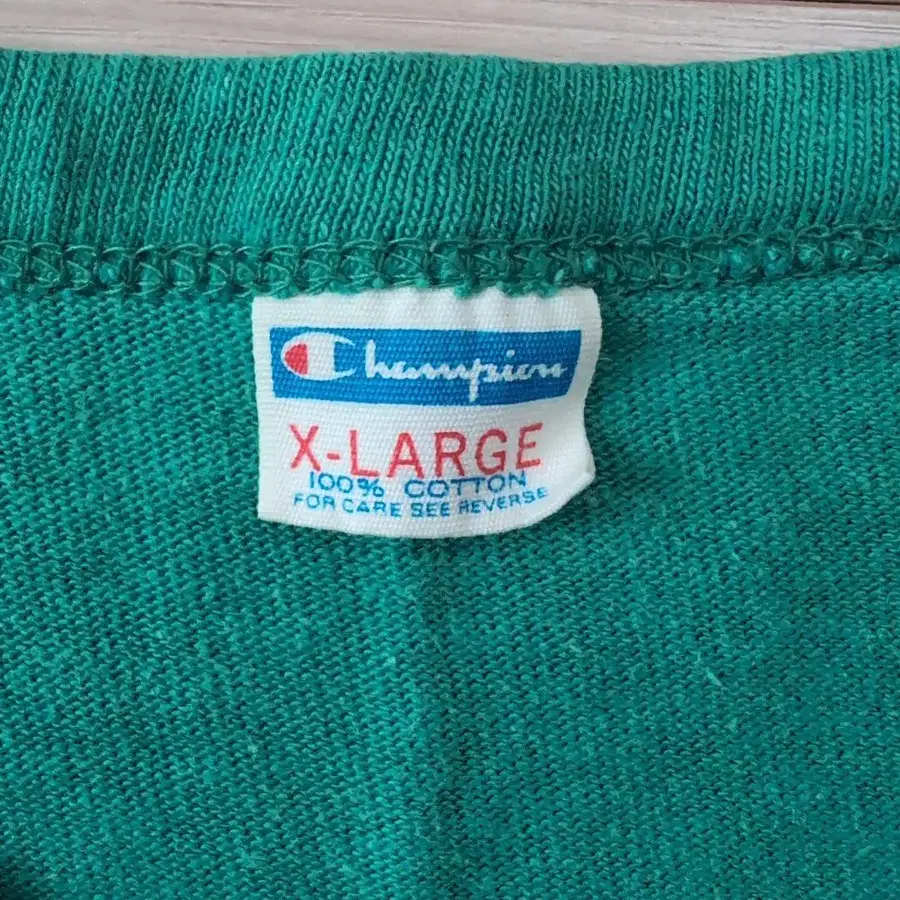 Champion
X-LARGE
100% COTTON
FOR CARE SEE REVERSE